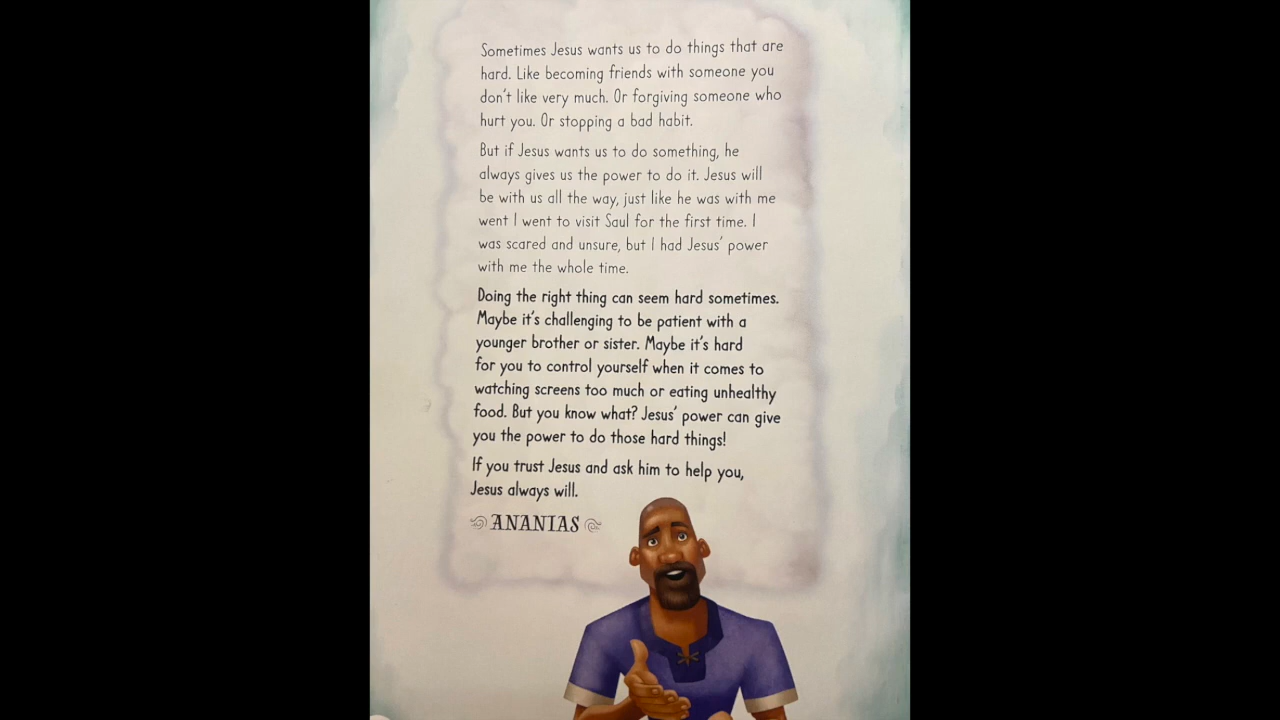 Sometimes Jesus wants us to do things that are
hard. Like becoming friends with someone you
don't like very much. Or forgiving someone who
hurt you. Or stopping a bad habit.
But if Jesus wants us to do something, he
always gives us the power to do it. Jesus will
be with us all the way, just like he was with me
went I went to visit Saul for the first time. I
was scared and unsure, but I had Jesus' power
with me the whole time.
Doing the right thing can seem hard sometimes.
Maybe it's challenging to be patient with a
younger brother or sister. Maybe it's hard
for you to control yourself when it comes to
watching screens too much or eating unhealthy
food. But you know what? Jesus' power can give
you the power to do those hard things!
If you trust Jesus and ask him to help you,
Jesus always will.
ANANIAS